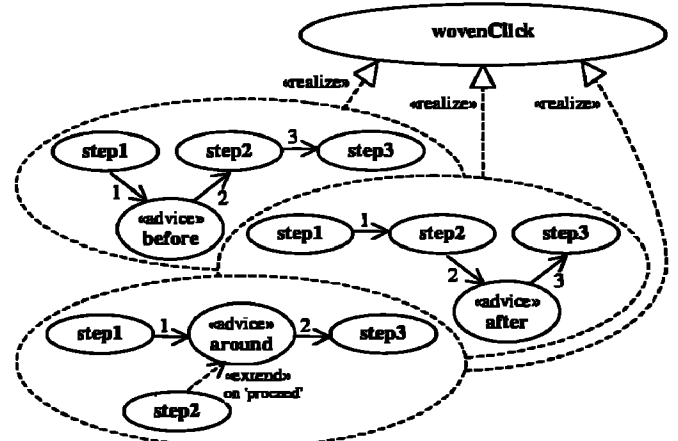 wovenClick
«realize»
«realize»
«realize»
step1
step2
3
step3
1
2
«advice»
before
step1
1
step2
step3
2
3
«advice»
after
step1
1
«advice»
around
2
step3
«extend»
on 'proceed'
step2